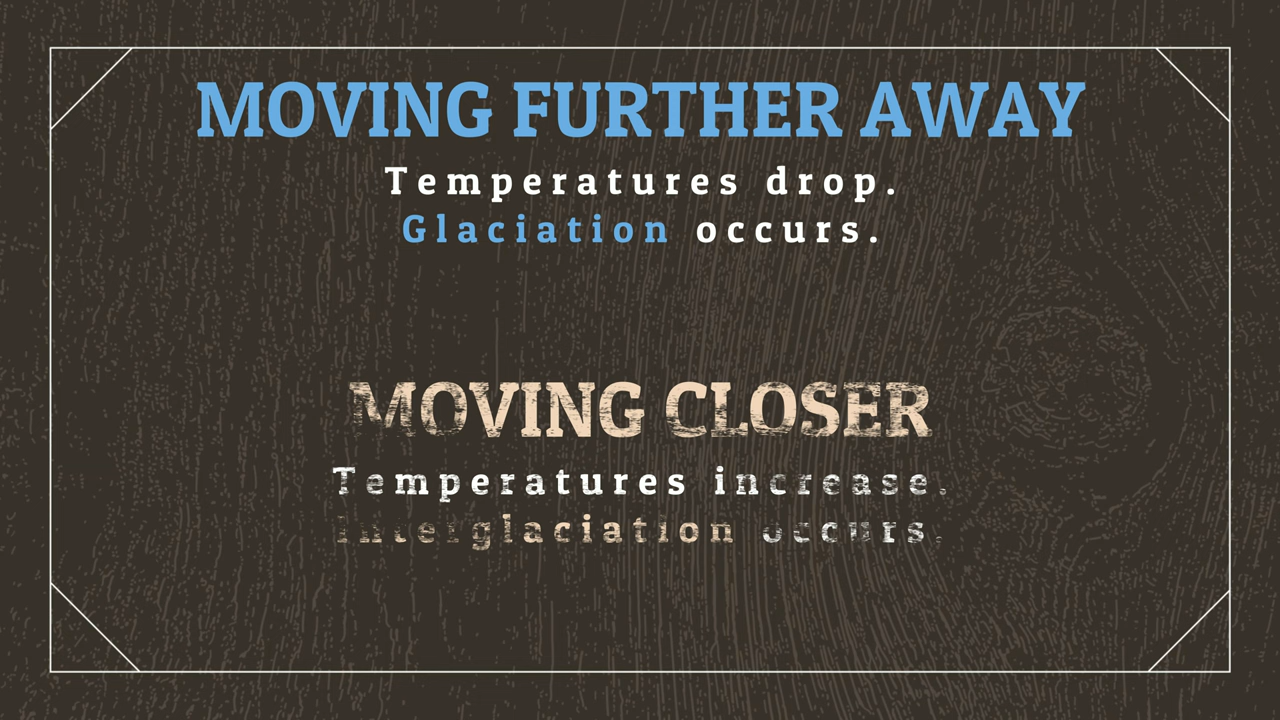 MOVING FURTHER AWAY
Temperatures drop.
Glaciation occurs.
MOVING CLOSER
Temperatures increase.
Interglaciation occurs.